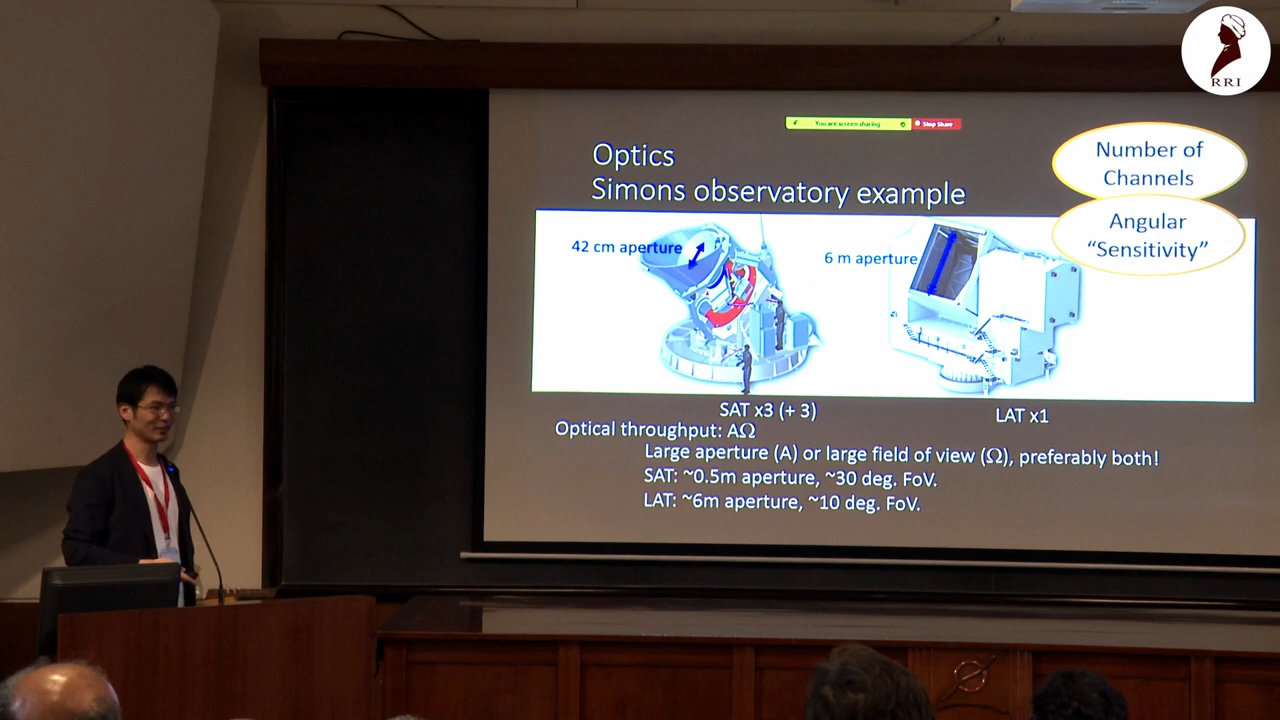 RRI
You are screen sharing
Stop Share
Optics
Simons observatory example
Number of
Channels
Angular
“Sensitivity”
42 cm aperture
6 m aperture
SAT x3 (+ 3)
LAT x1
Optical throughput: AΩ
Large aperture (A) or large field of view (Ω), preferably both!
SAT: ~0.5m aperture, ~30 deg. FoV.
LAT: ~6m aperture, ~10 deg. FoV.